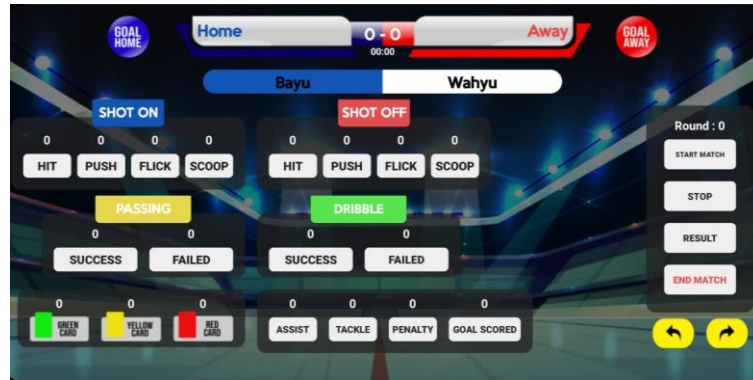 GOAL
HOME
Home
0 - 0
Away
GOAL
AWAY
00:00
Bayu
Wahyu
SHOT ON
SHOT OFF
0 0 0 0
HIT PUSH FLICK SCOOP
0 0 0 0
HIT PUSH FLICK SCOOP
PASSING
DRIBBLE
0 0
SUCCESS FAILED
0 0
SUCCESS FAILED
0 0 0
GREEN
CARD
YELLOW
CARD
RED
CARD
0 0 0 0
ASSIST TACKLE PENALTY GOAL SCORED
Round : 0
START MATCH
STOP
RESULT
END MATCH